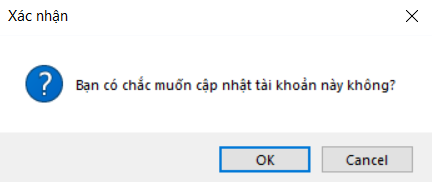 Xác nhận
Bạn có chắc muốn cập nhật tài khoản này không?
OK
Cancel